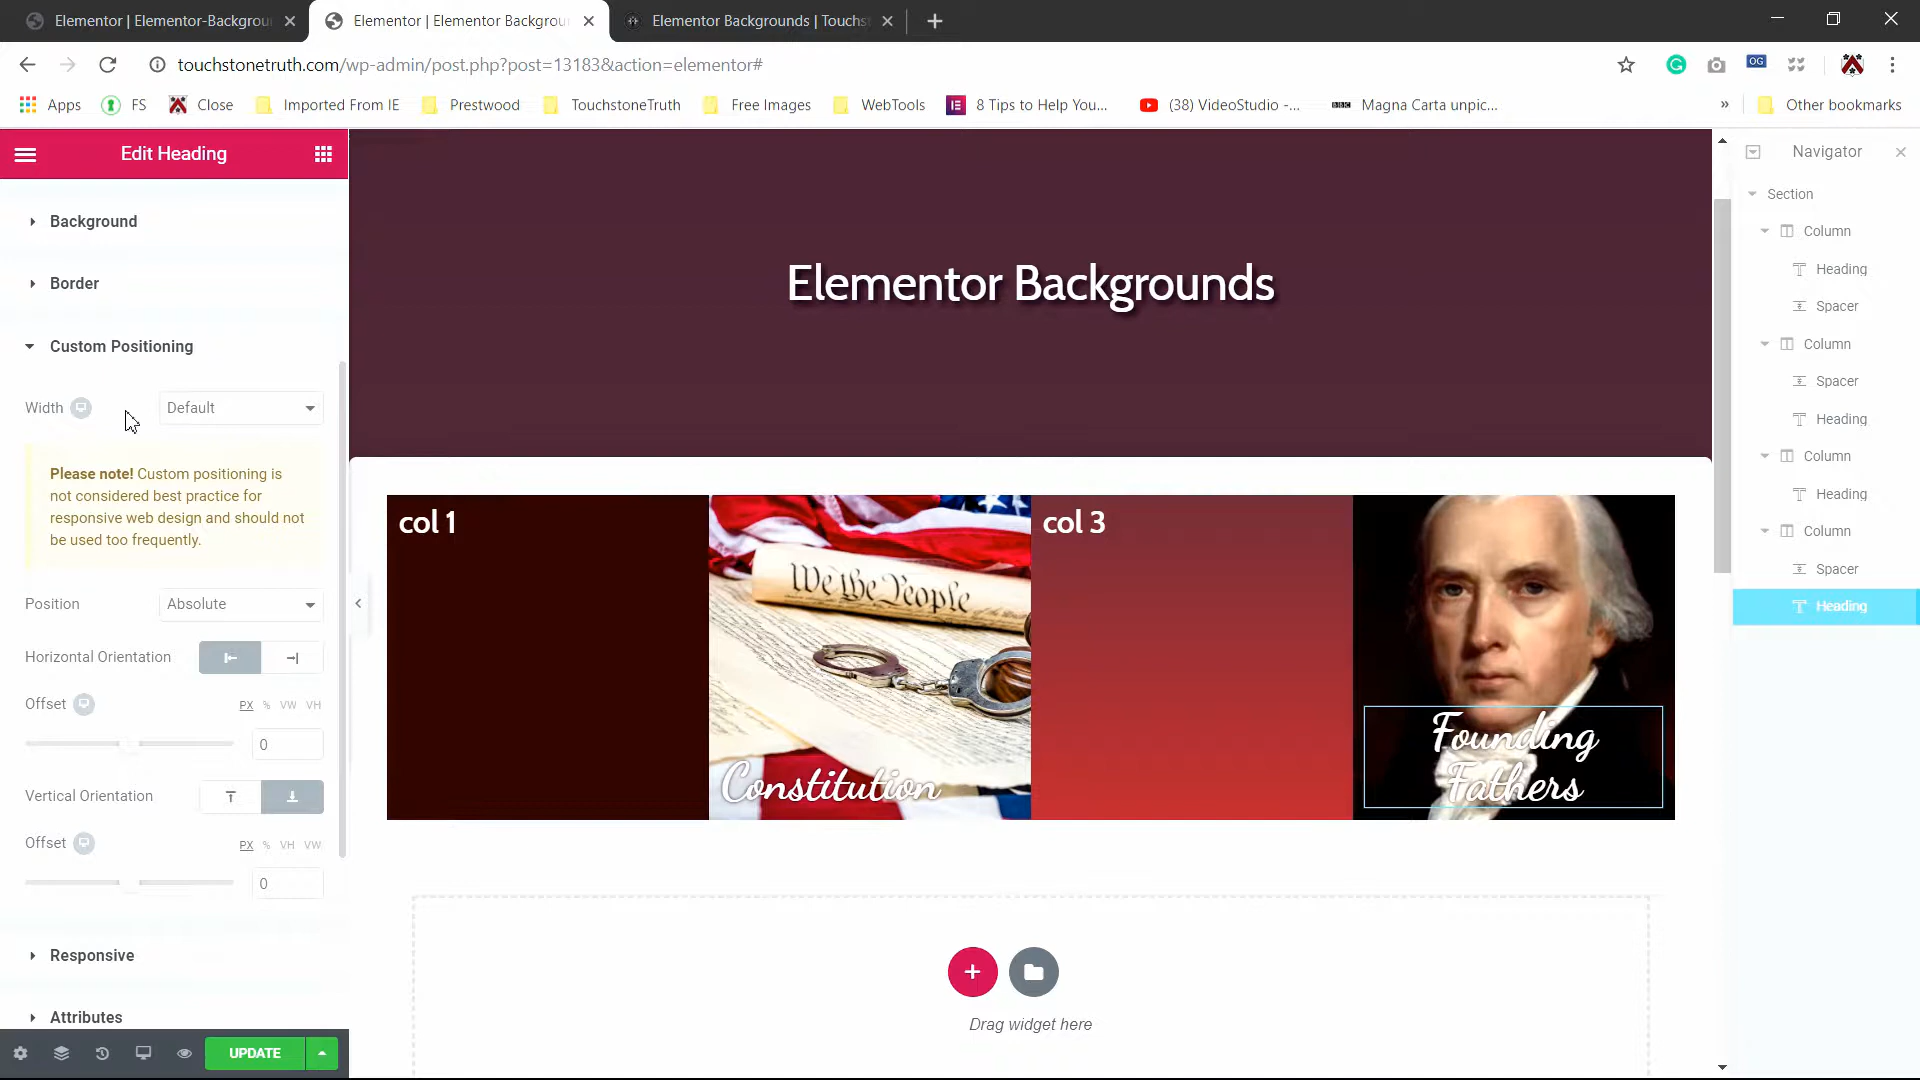 Elementor | Elementor-Backgrou
Elementor | Elementor Backgrou
Elementor Backgrounds | Touchs
touchstonetruth.com/wp-admin/post.php?post=13183&action=elementor#
OG
Apps
FS
Close
Imported From IE
Prestwood
TouchstoneTruth
Free Images
WebTools
8 Tips to Help You...
(38) VideoStudio -...
BBC
Magna Carta unpic...
»
Other bookmarks
Edit Heading
Background
Border
Custom Positioning
Width
Default
Please note! Custom positioning is
not considered best practice for
responsive web design and should not
be used too frequently.
Position
Absolute
Horizontal Orientation
Offset
PX % VW VH
0
Vertical Orientation
Offset
PX % VH VW
0
Responsive
Attributes
UPDATE
Elementor Backgrounds
col 1
We the People
Constitution
col 3
Founding
Fathers
Drag widget here
Navigator
Section
Column
Heading
Spacer
Column
Spacer
Heading
Column
Heading
Column
Spacer
Heading